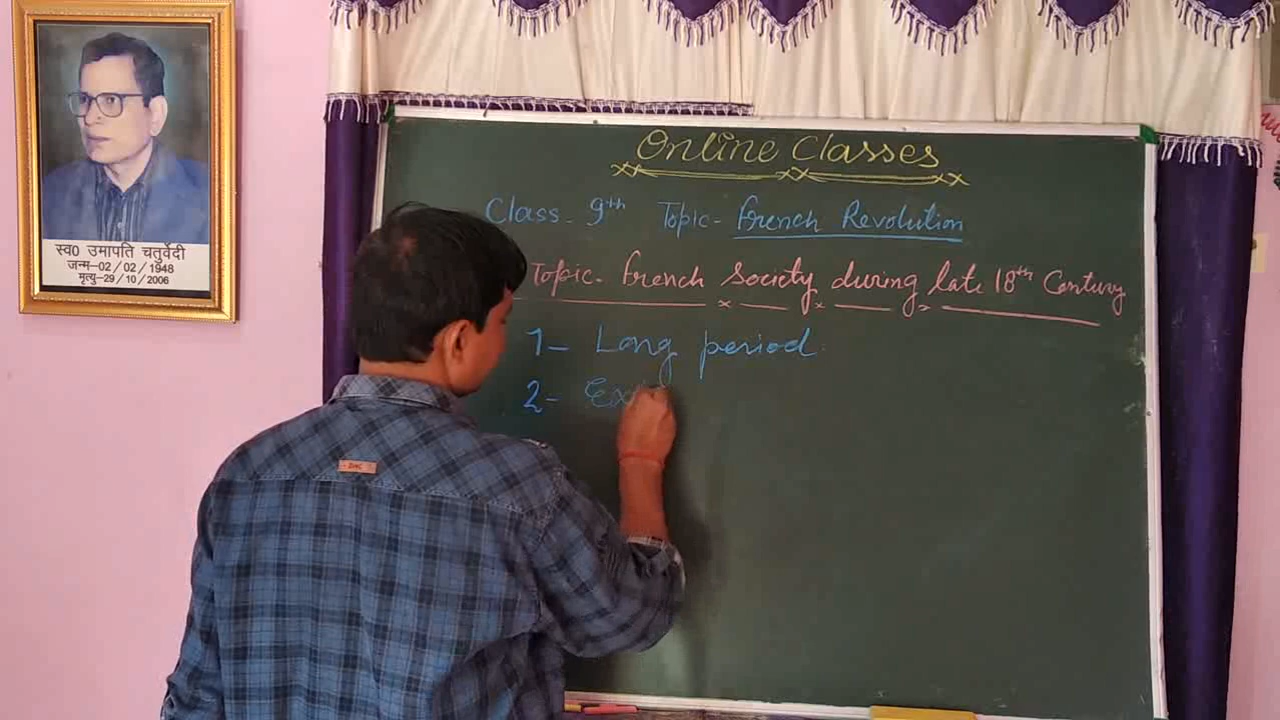 स्व0 उमापति चतुर्वेदी
जन्म—02/02/1948
मृत्यु-29/10/2006
Online Classes
Class - 9th Topic - French Revolution
Topic - French Society during late 18th Century
1 - Long period
2 - Ex